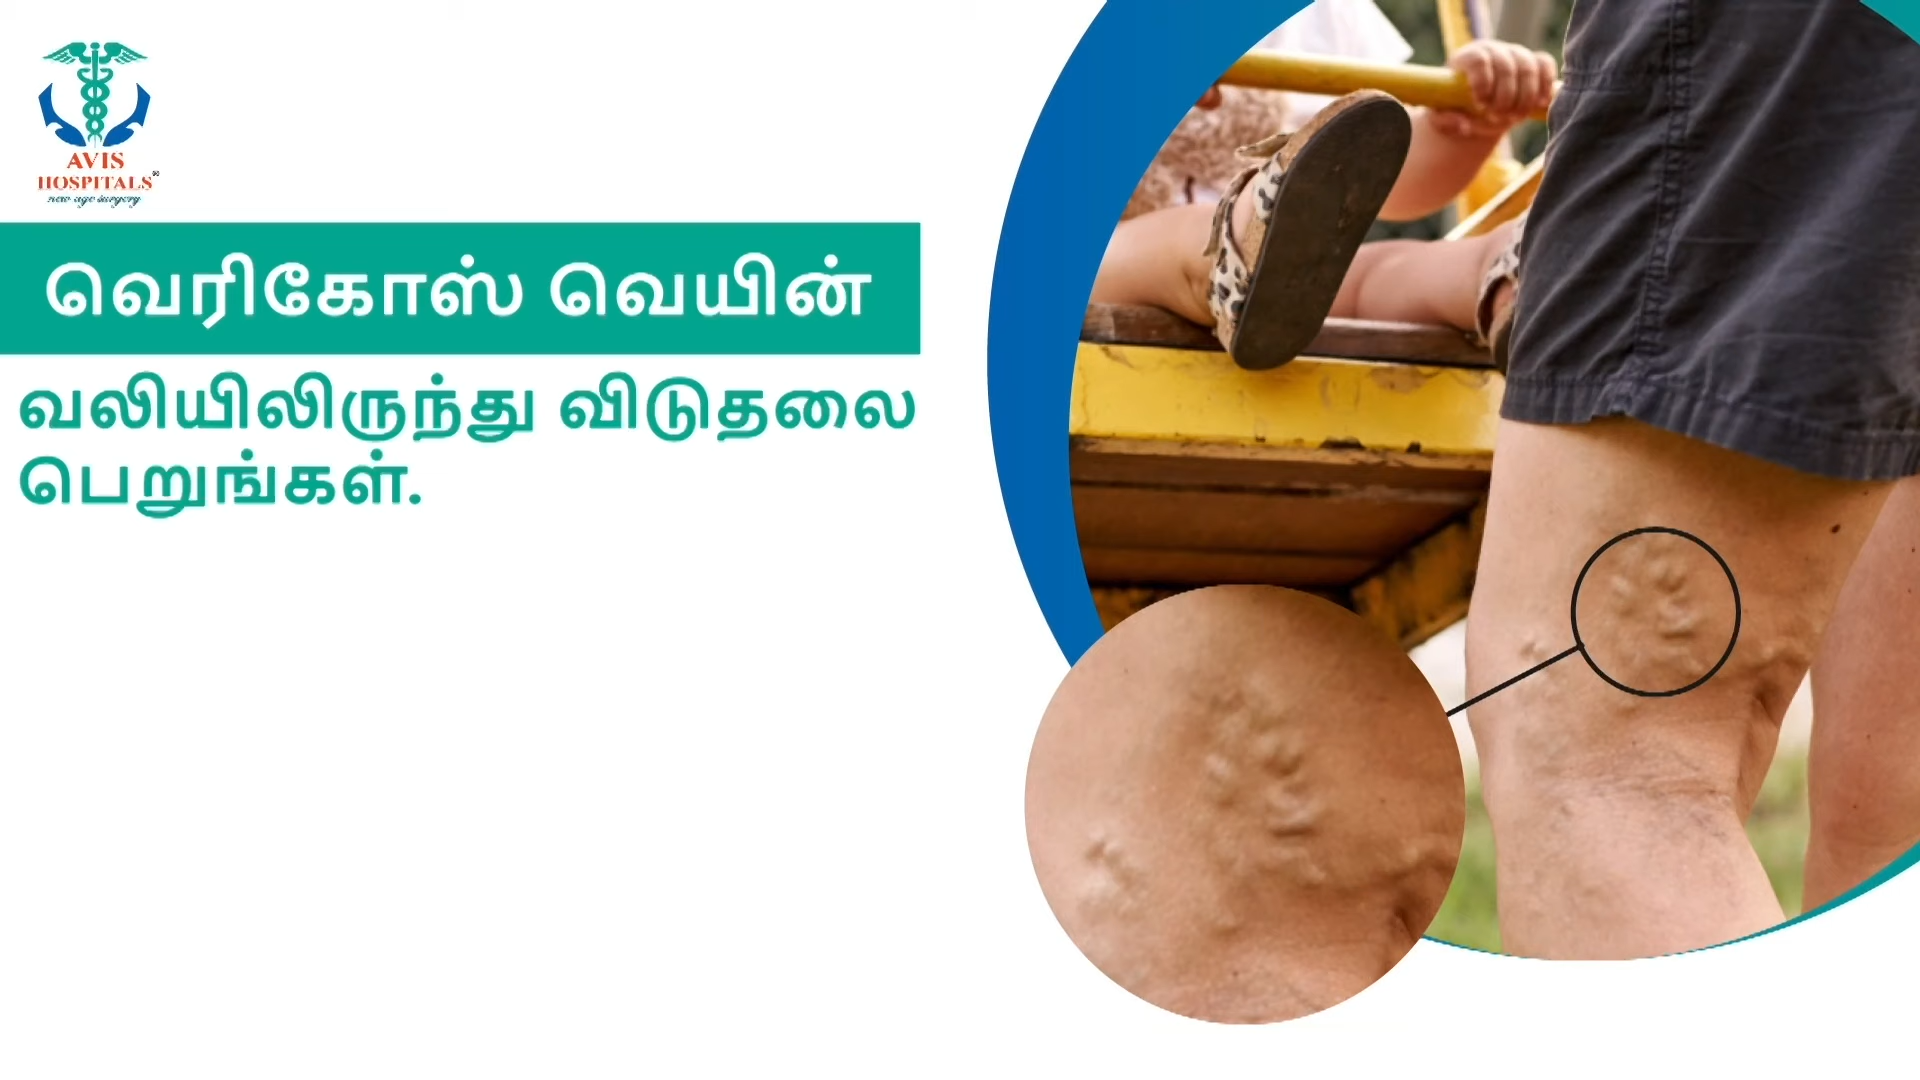 AVIS
HOSPITALS
new age surgery
வெரிகோஸ் வெயின்
வலியிலிருந்து விடுதலை
பெறுங்கள்.